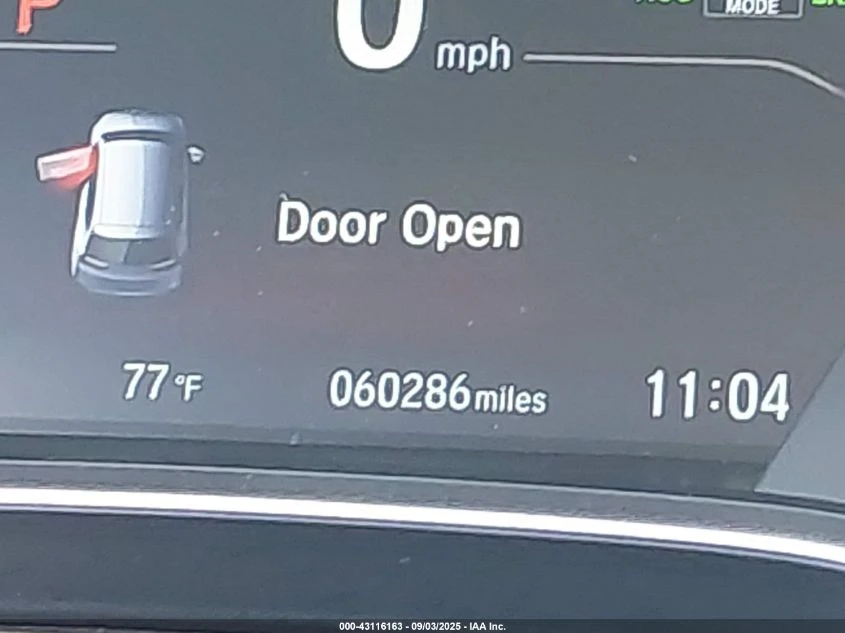 P
0 mph
MODE
Door Open
77°F 060286 miles 11:04
000-43116163 - 09/03/2025 - IAA Inc.